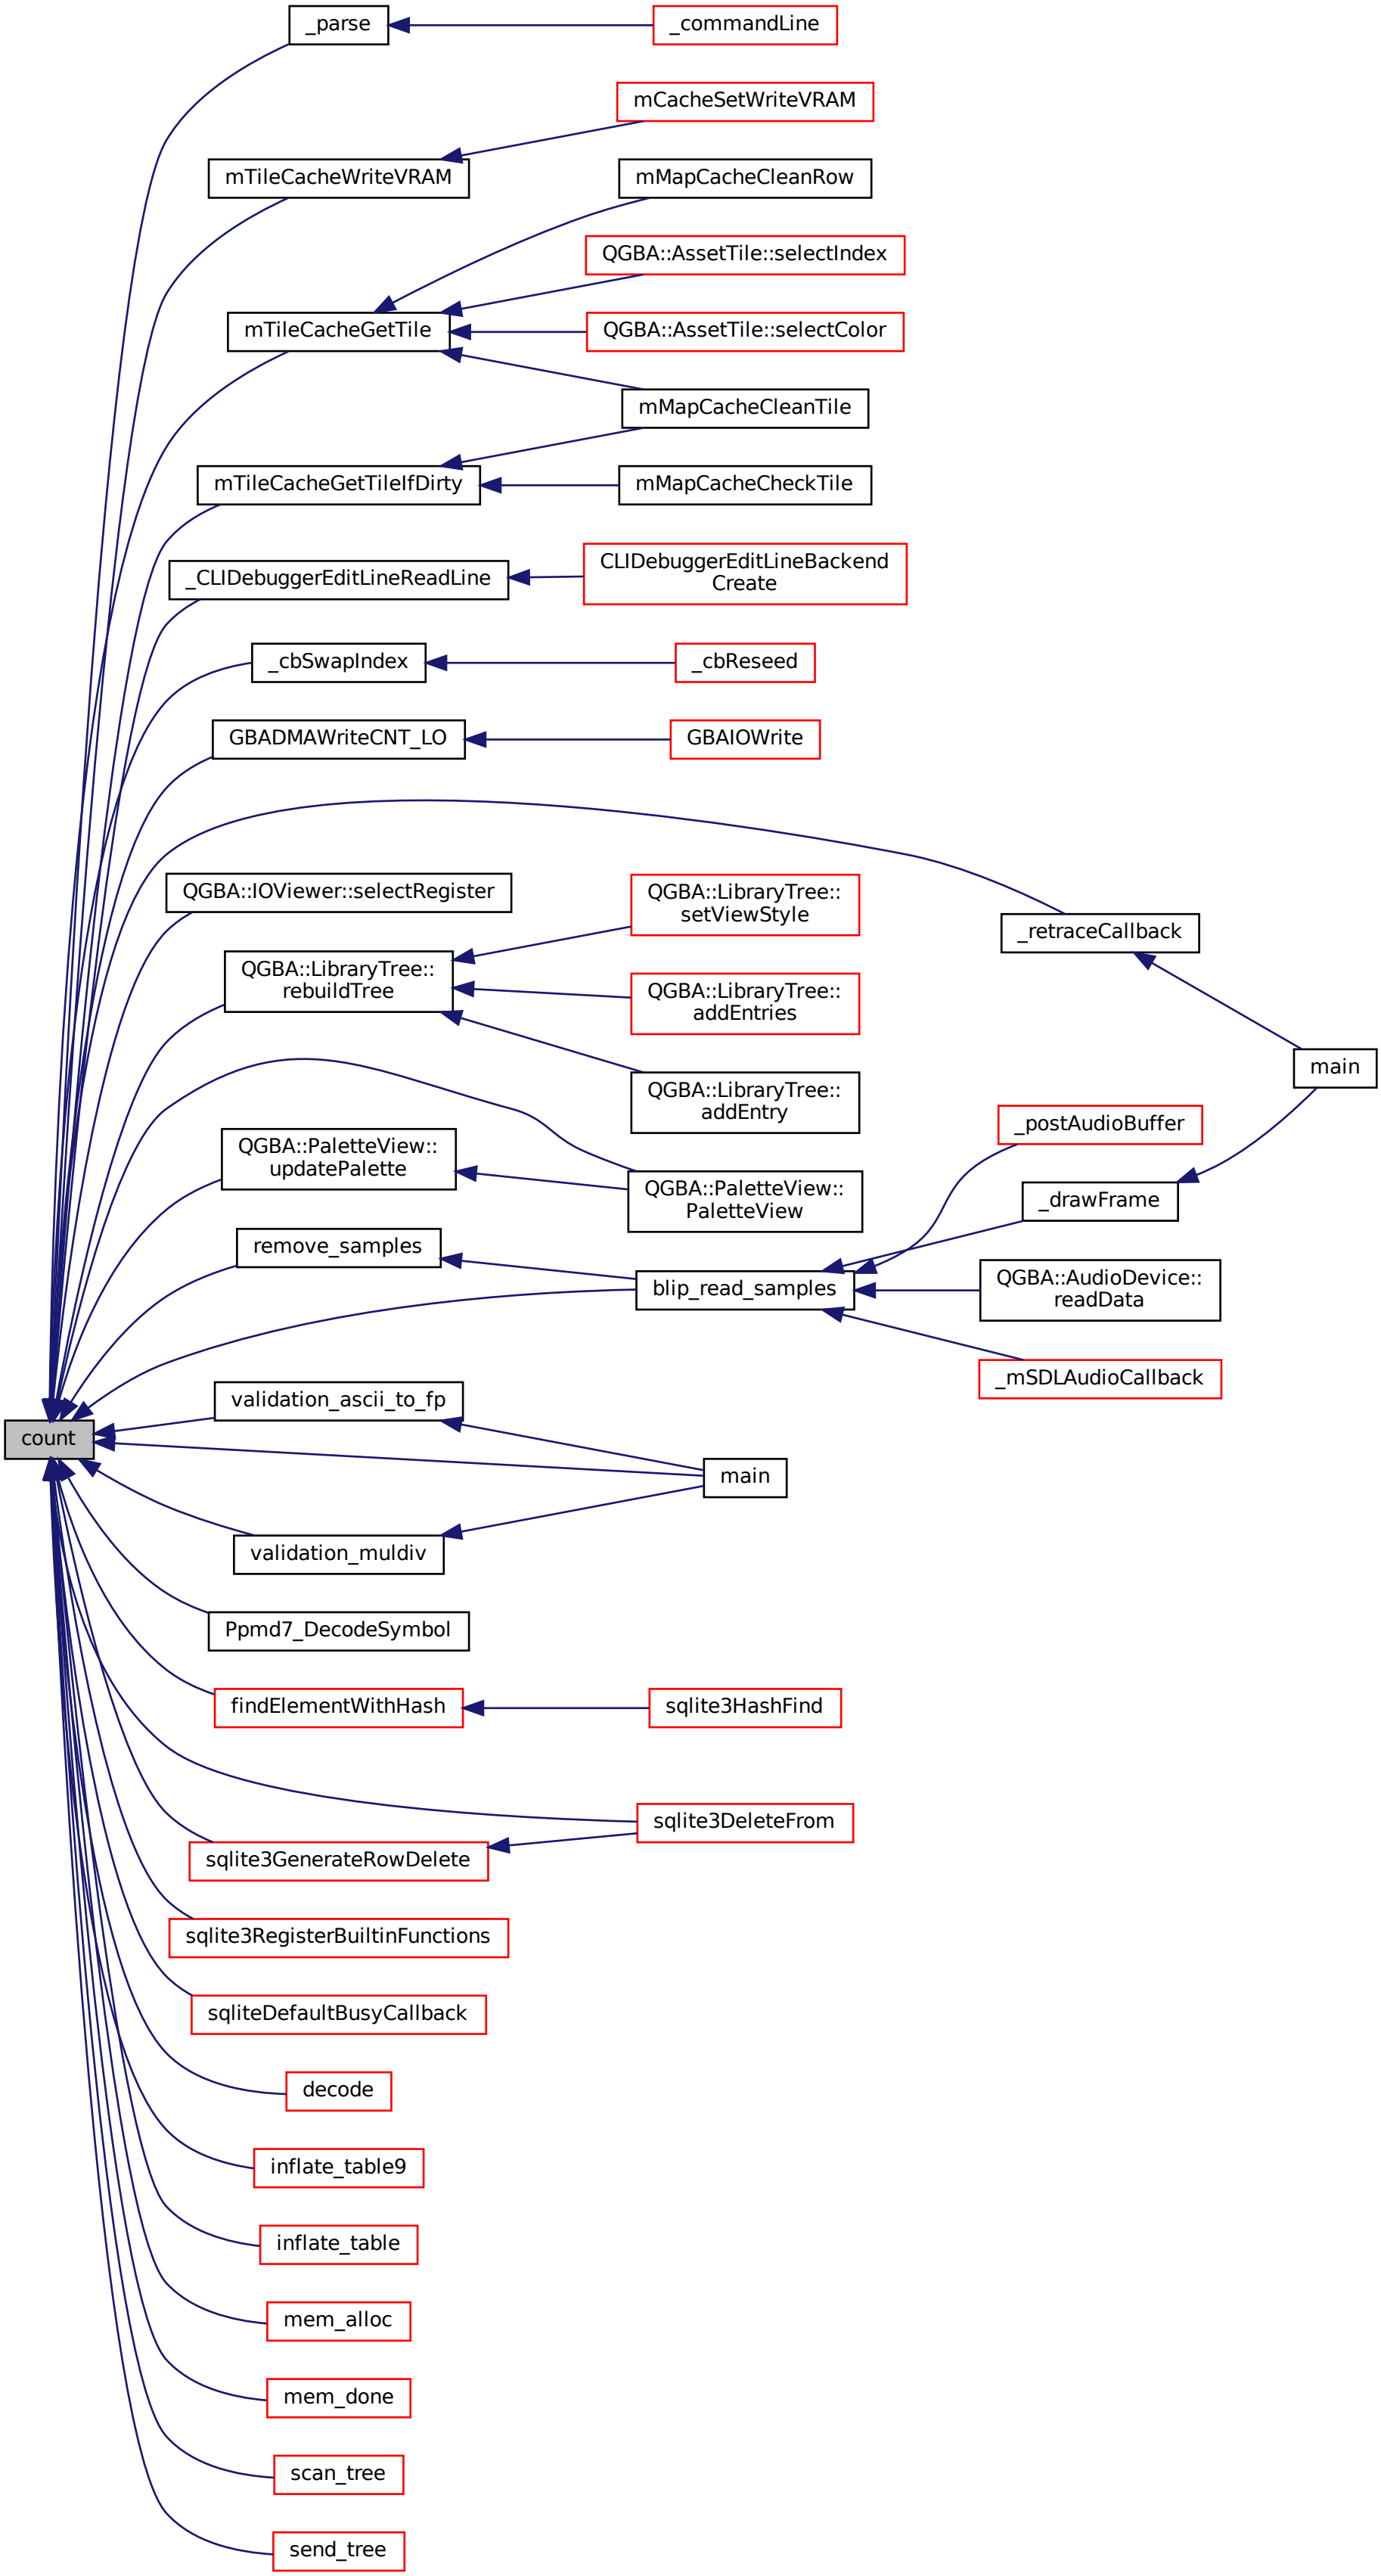 _parse
_commandLine
mCacheSetWriteVRAM
mTileCacheWriteVRAM
mMapCacheCleanRow
QGBA::AssetTile::selectIndex
mTileCacheGetTile
QGBA::AssetTile::selectColor
mMapCacheCleanTile
mTileCacheGetTileIfDirty
mMapCacheCheckTile
_CLIDebuggerEditLineReadLine
CLIDebuggerEditLineBackend
Create
_cbSwapIndex
_cbReseed
GBADMAWriteCNT_LO
GBAIOWrite
QGBA::IOViewer::selectRegister
QGBA::LibraryTree::
setViewStyle
_retraceCallback
QGBA::LibraryTree::
rebuildTree
QGBA::LibraryTree::
addEntries
main
QGBA::LibraryTree::
addEntry
_postAudioBuffer
QGBA::PaletteView::
updatePalette
QGBA::PaletteView::
PaletteView
_drawFrame
remove_samples
blip_read_samples
QGBA::AudioDevice::
readData
_mSDLAudioCallback
validation_ascii_to_fp
count
main
validation_muldiv
Ppmd7_DecodeSymbol
findElementWithHash
sqlite3HashFind
sqlite3DeleteFrom
sqlite3GenerateRowDelete
sqlite3RegisterBuiltinFunctions
sqliteDefaultBusyCallback
decode
inflate_table9
inflate_table
mem_alloc
mem_done
scan_tree
send_tree